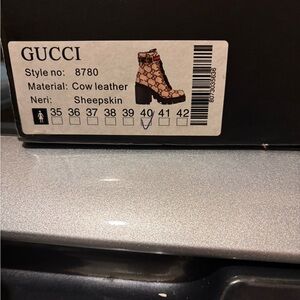 GUCCI
Style no: 8780
Material: Cow leather
Neri: Sheepskin
35 36 37 38 39 40 41 42